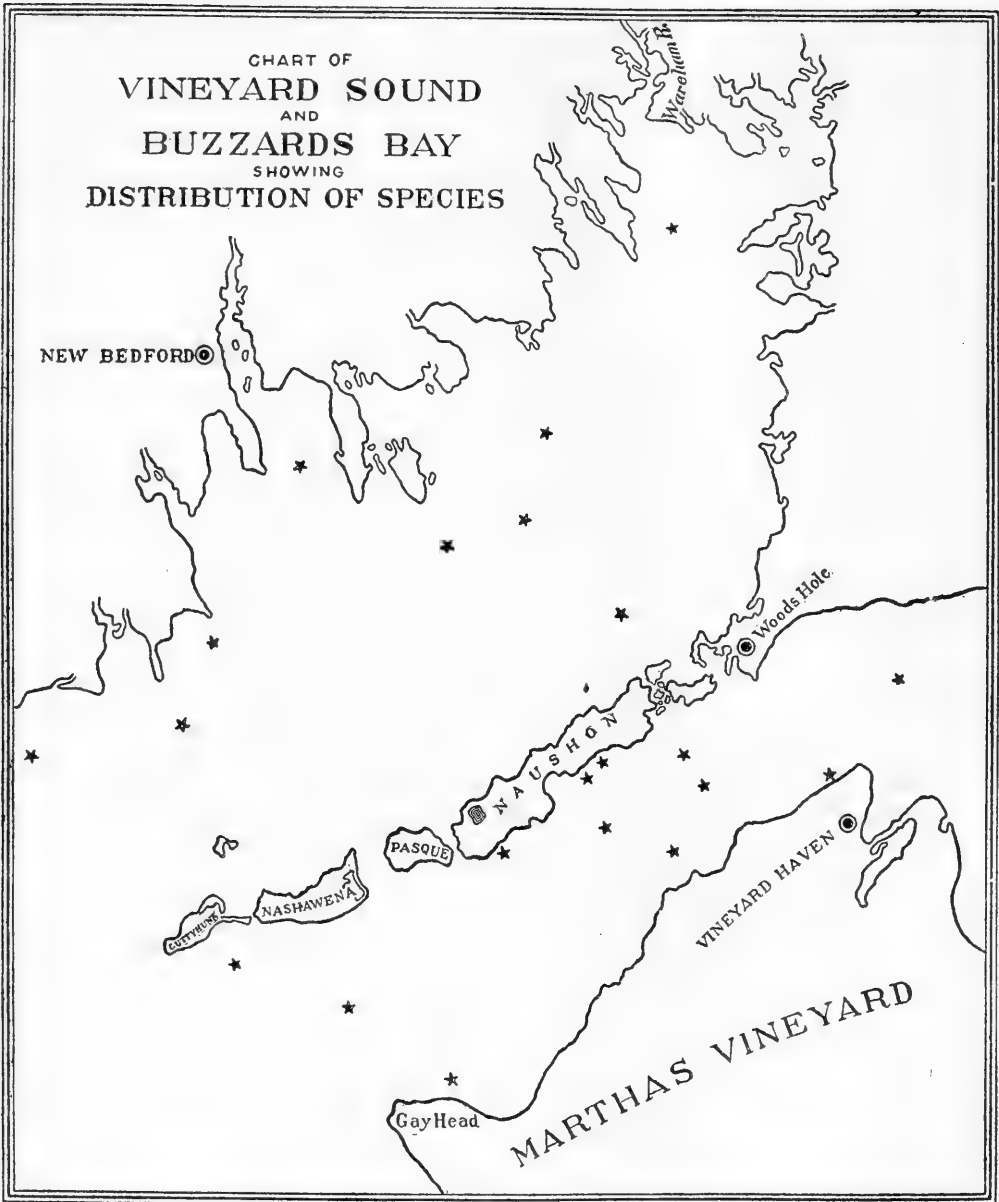 CHART OF
VINEYARD SOUND
AND
BUZZARDS BAY
SHOWING
DISTRIBUTION OF SPECIES
Wareham R.
NEW BEDFORD
Woods Hole
NAUSHON
PASQUE
NASHAWENA
CUTTYHUNK
VINEYARD HAVEN
MARTHAS VINEYARD
Gay Head